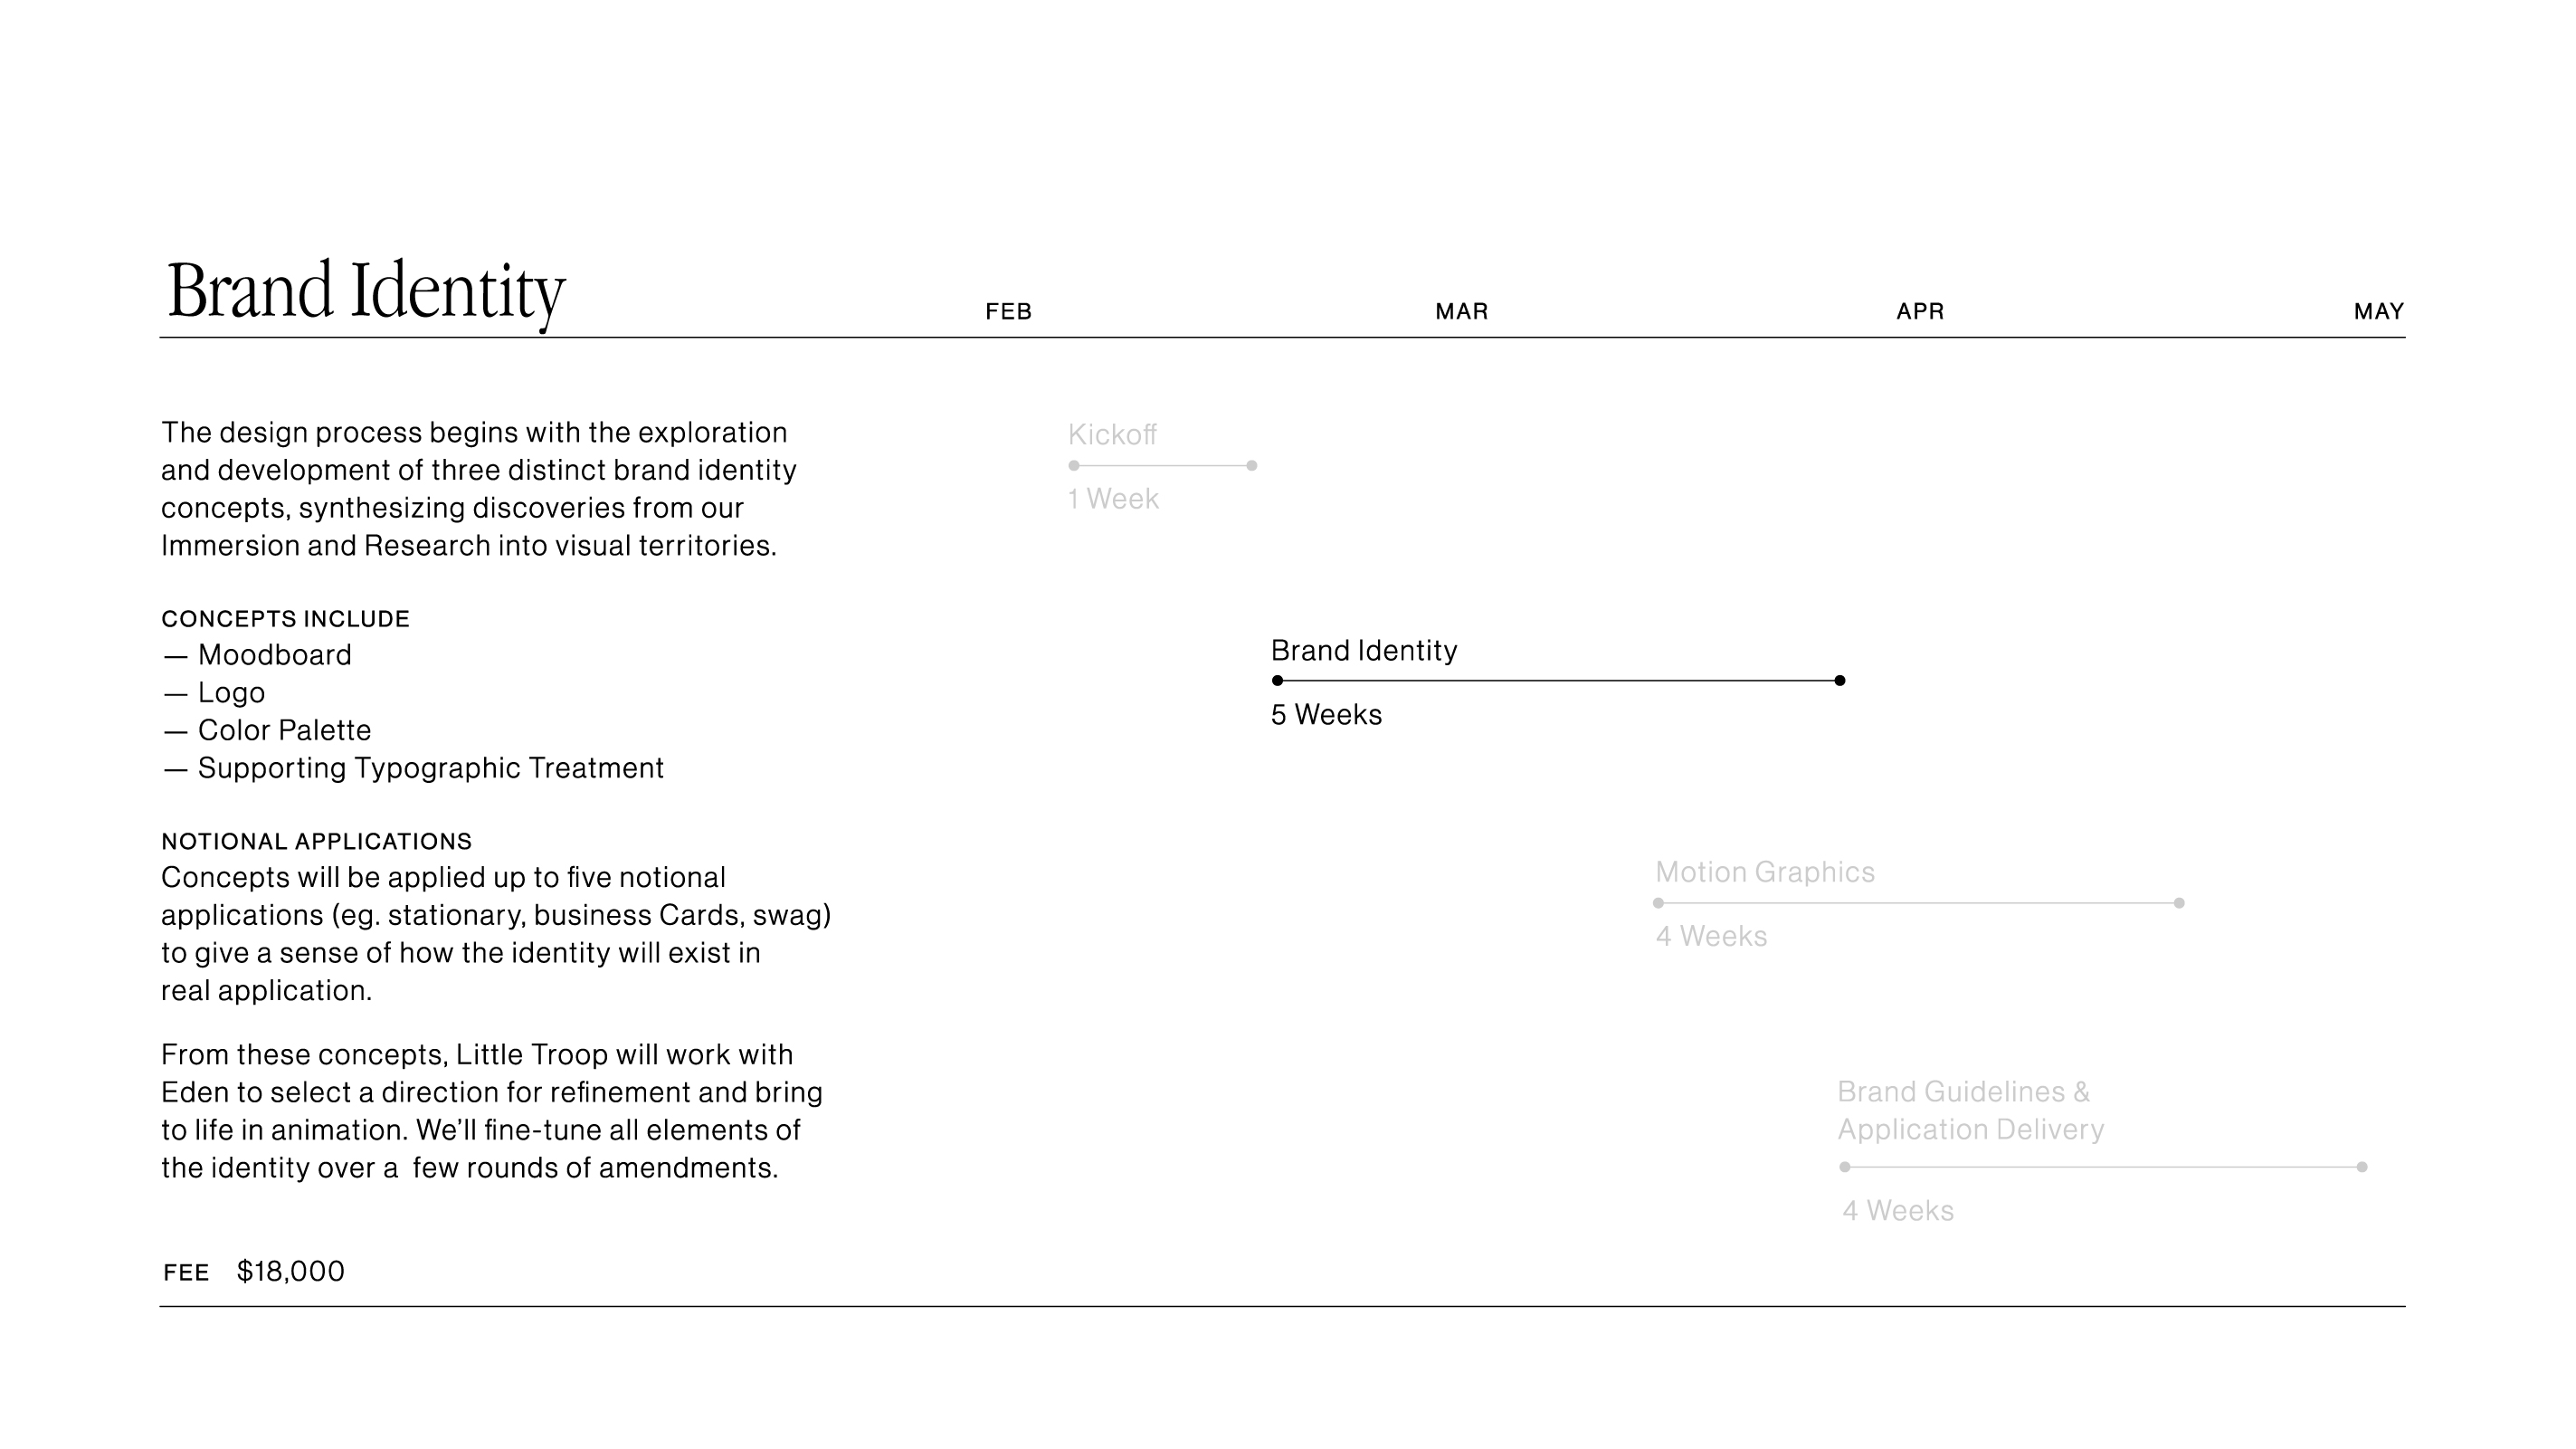 Brand Identity
FEB
MAR
APR
MAY
The design process begins with the exploration
and development of three distinct brand identity
concepts, synthesizing discoveries from our
Immersion and Research into visual territories.
CONCEPTS INCLUDE
— Moodboard
— Logo
— Color Palette
— Supporting Typographic Treatment
NOTIONAL APPLICATIONS
Concepts will be applied up to five notional
applications (eg. stationary, business Cards, swag)
to give a sense of how the identity will exist in
real application.
From these concepts, Little Troop will work with
Eden to select a direction for refinement and bring
to life in animation. We’ll fine-tune all elements of
the identity over a  few rounds of amendments.
FEE $18,000
Kickoff
1 Week
Brand Identity
5 Weeks
Motion Graphics
4 Weeks
Brand Guidelines &
Application Delivery
4 Weeks